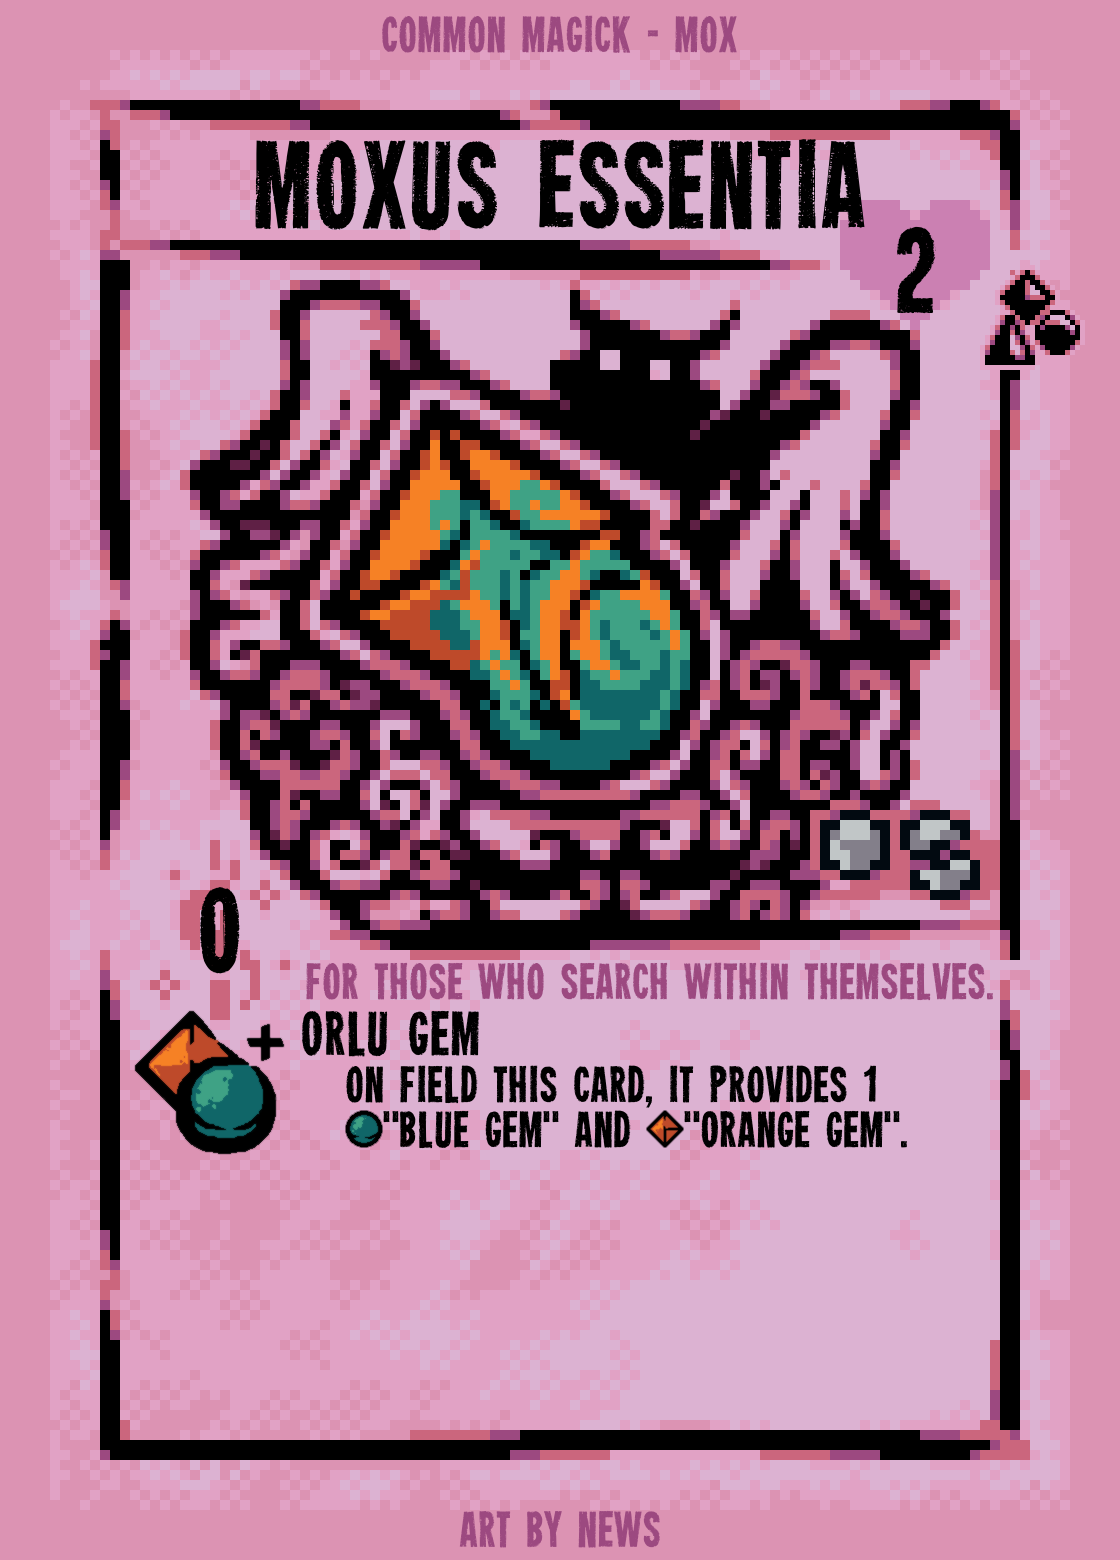 COMMON MAGICK - MOX
MOXUS ESSENTIA
2
0
FOR THOSE WHO SEARCH WITHIN THEMSELVES.
+ ORLU GEM
ON FIELD THIS CARD, IT PROVIDES 1
"BLUE GEM" AND "ORANGE GEM".
ART BY NEWS